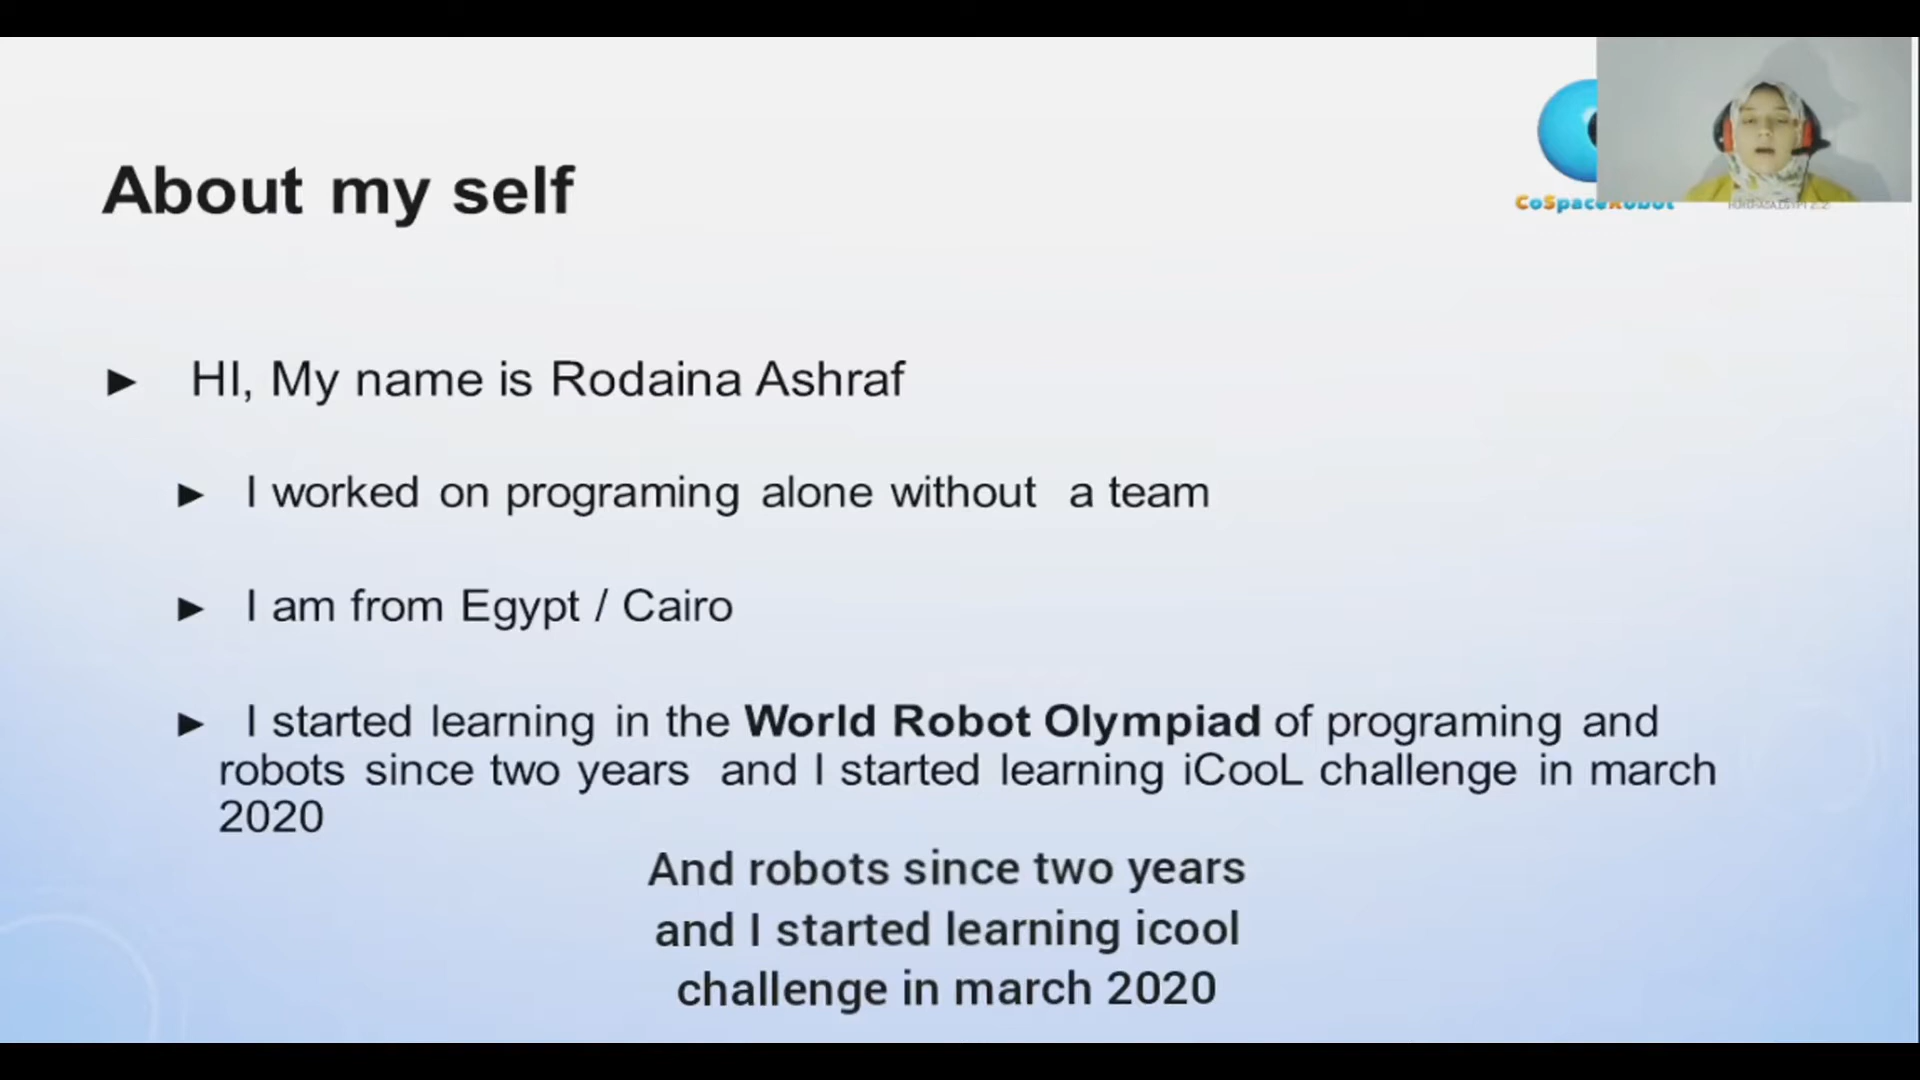 About my self
CoSpaceRobot
► HI, My name is Rodaina Ashraf
► I worked on programing alone without a team
► I am from Egypt / Cairo
► I started learning in the World Robot Olympiad of programing and
robots since two years and I started learning iCooL challenge in march
2020
And robots since two years
and I started learning icool
challenge in march 2020